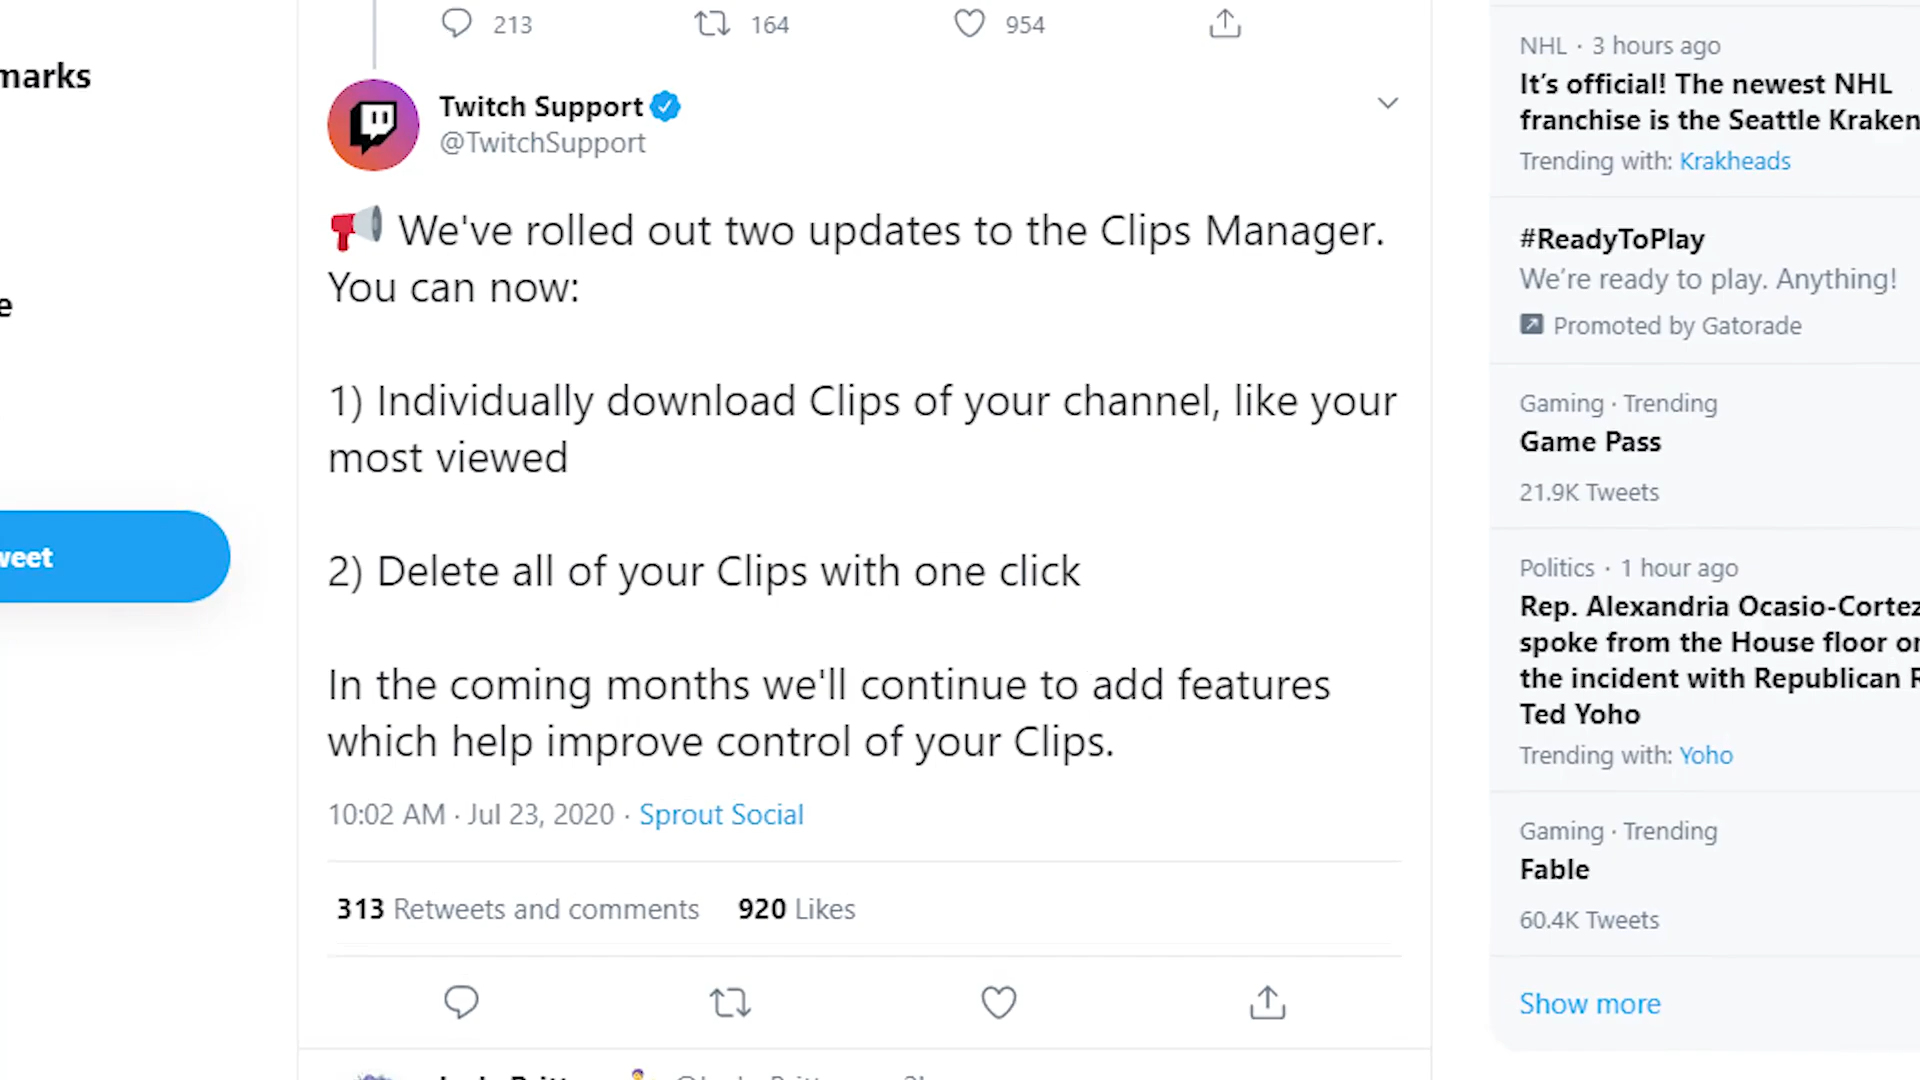 213 164 954
marks
Twitch Support
@TwitchSupport
We've rolled out two updates to the Clips Manager.
You can now:
e
1) Individually download Clips of your channel, like your
most viewed
weet
2) Delete all of your Clips with one click
In the coming months we'll continue to add features
which help improve control of your Clips.
10:02 AM · Jul 23, 2020 · Sprout Social
313 Retweets and comments 920 Likes
NHL · 3 hours ago
It's official! The newest NHL
franchise is the Seattle Kraken
Trending with: Krakheads
#ReadyToPlay
We're ready to play. Anything!
Promoted by Gatorade
Gaming · Trending
Game Pass
21.9K Tweets
Politics · 1 hour ago
Rep. Alexandria Ocasio-Cortez
spoke from the House floor on
the incident with Republican R
Ted Yoho
Trending with: Yoho
Gaming · Trending
Fable
60.4K Tweets
Show more